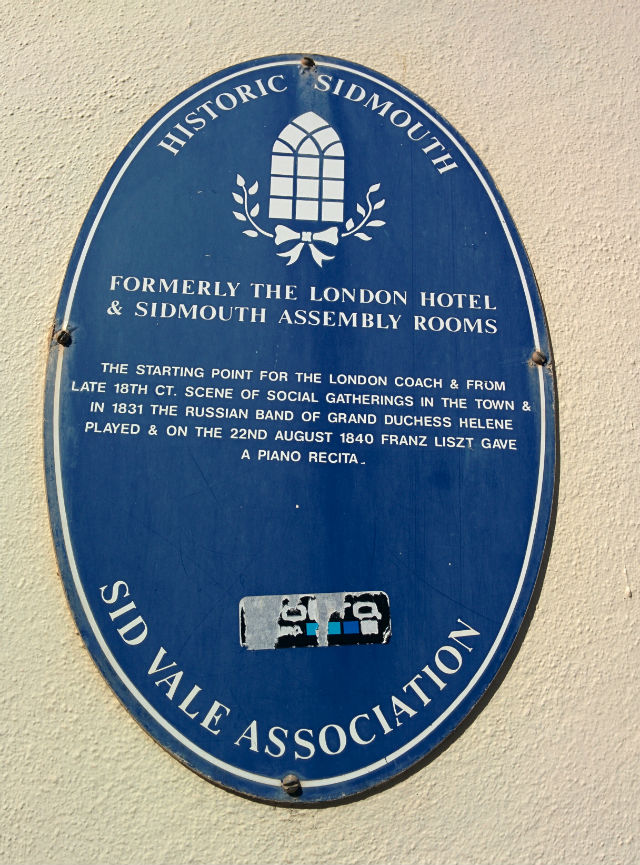 HISTORIC SIDMOUTH
FORMERLY THE LONDON HOTEL
& SIDMOUTH ASSEMBLY ROOMS
THE STARTING POINT FOR THE LONDON COACH & FROM
LATE 18TH CT. SCENE OF SOCIAL GATHERINGS IN THE TOWN &
IN 1831 THE RUSSIAN BAND OF GRAND DUCHESS HELENE
PLAYED & ON THE 22ND AUGUST 1840 FRANZ LISZT GAVE
A PIANO RECITA
SID VALE ASSOCIATION